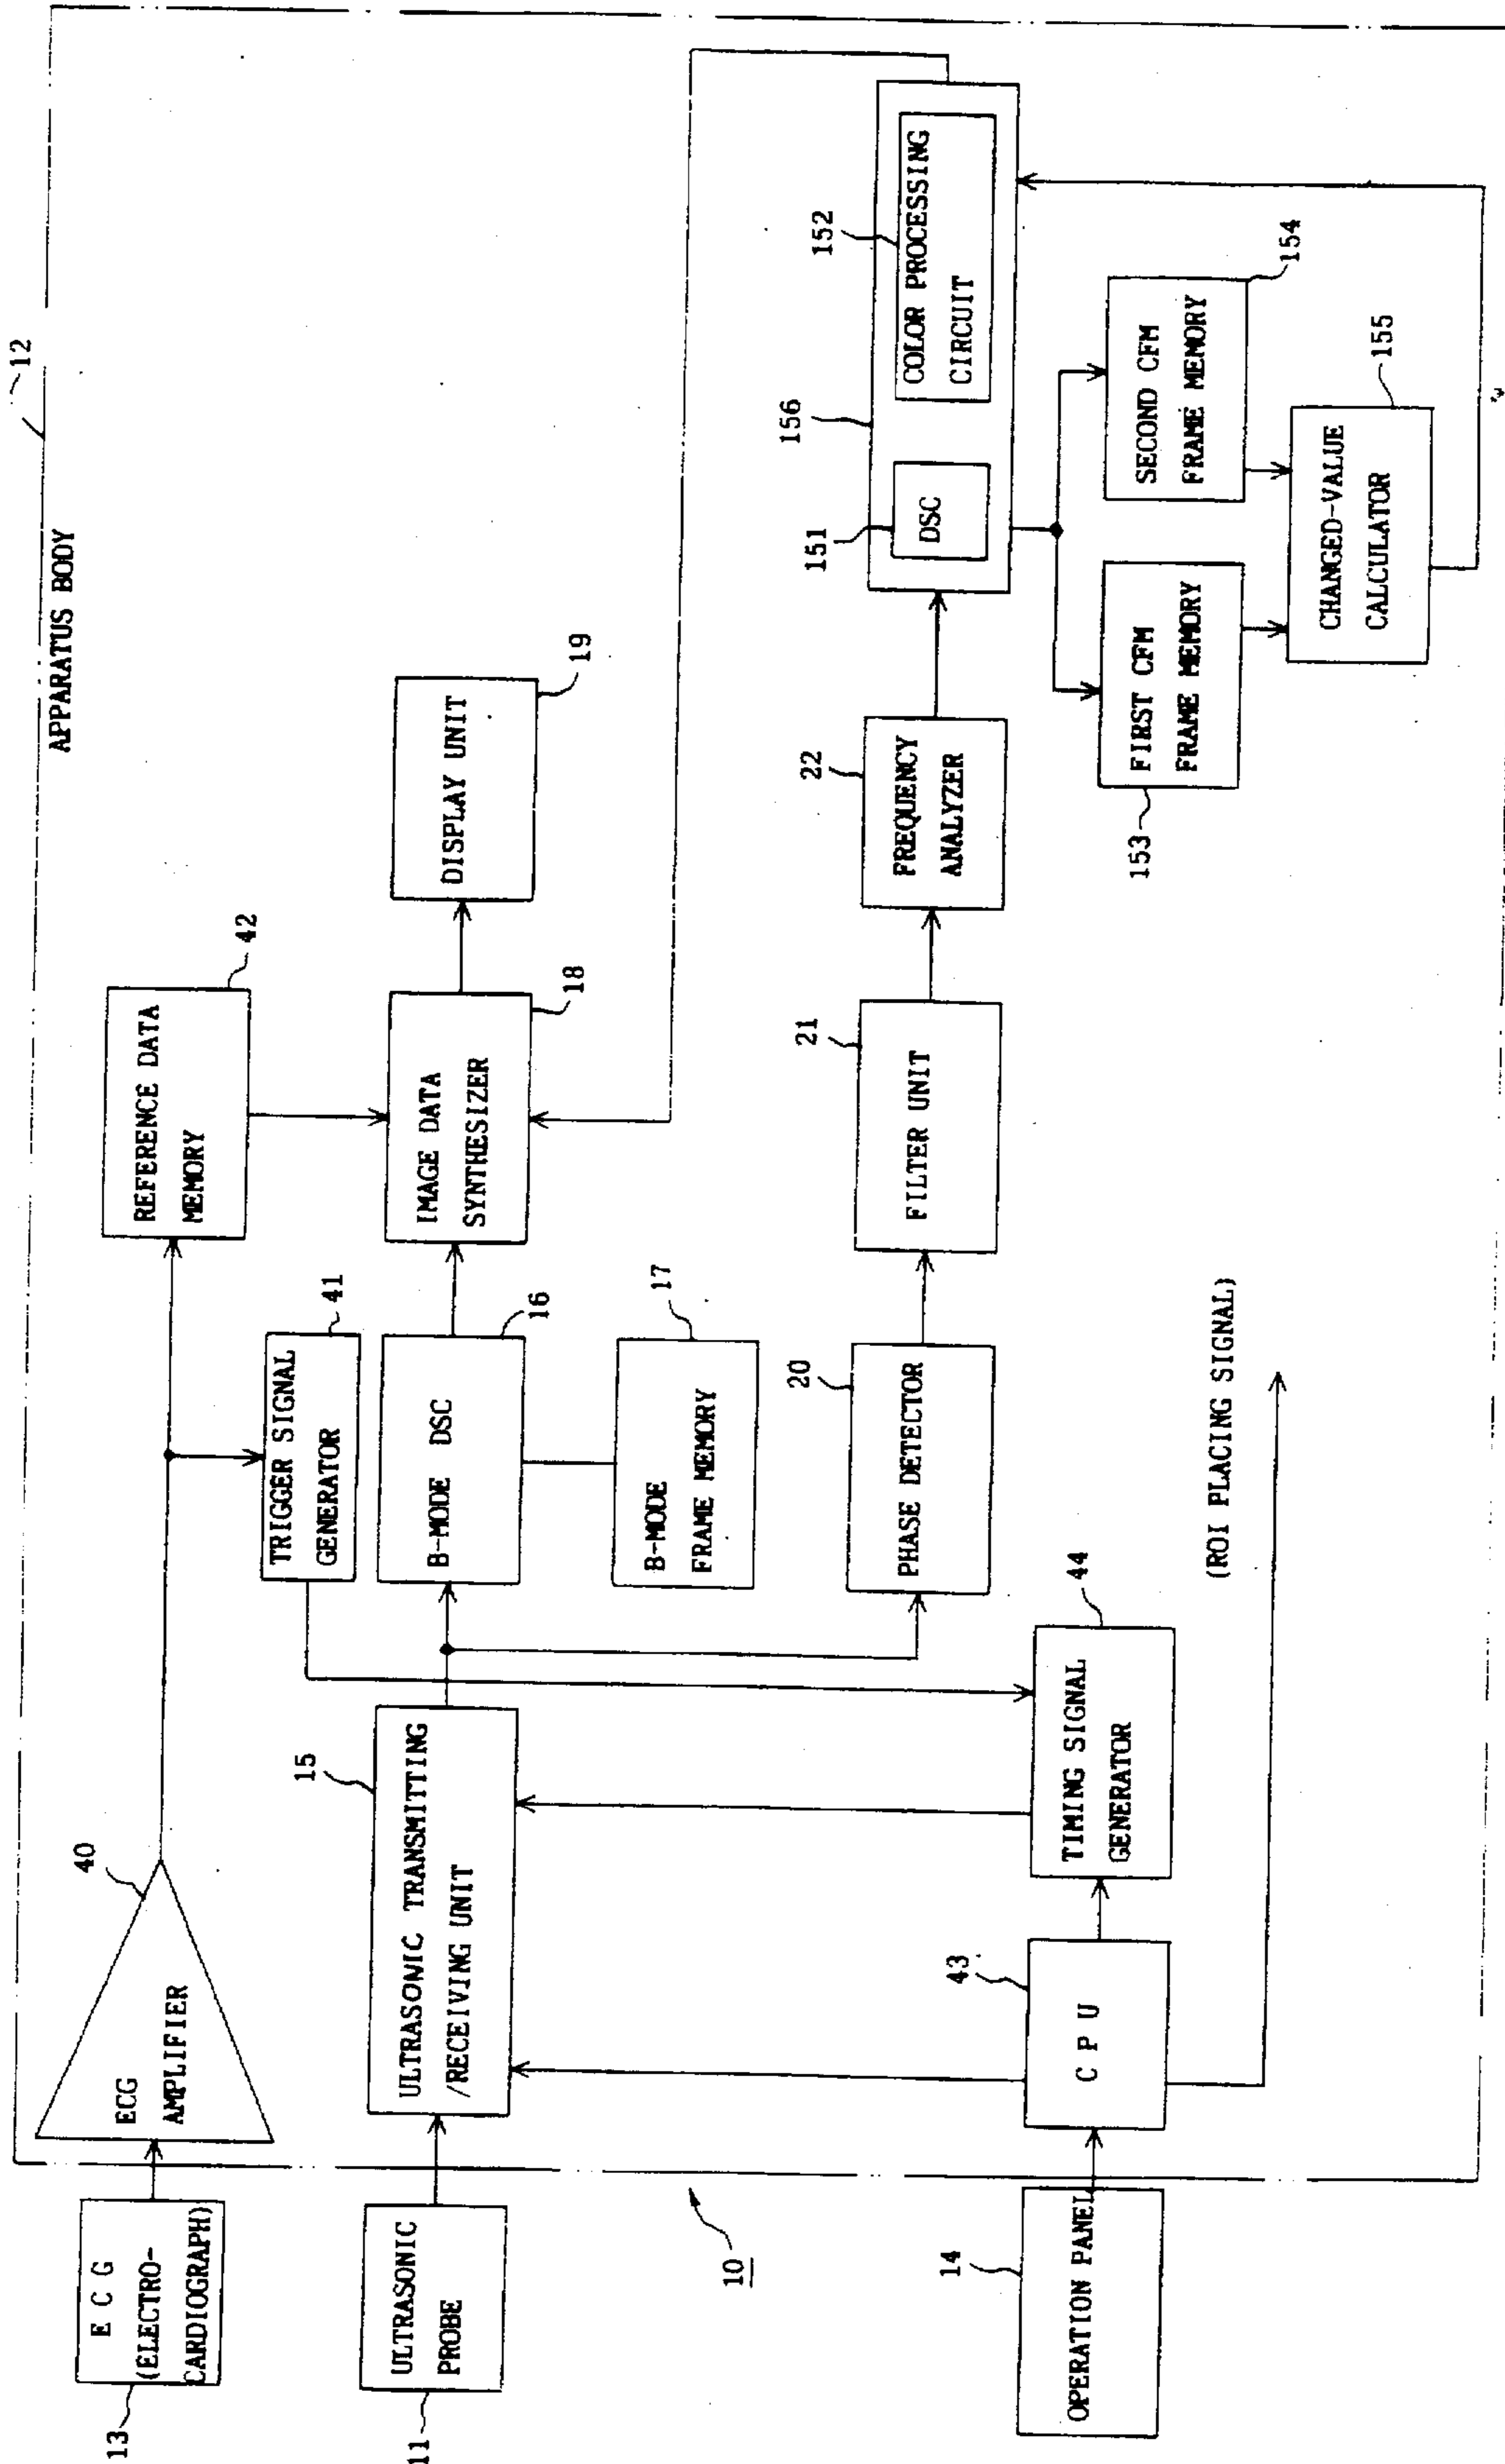 12
APPARATUS BODY
13
E C G
(ELECTRO-
CARDIOGRAPH)
40
ECG
AMPLIFIER
41
TRIGGER SIGNAL
GENERATOR
42
REFERENCE DATA
MEMORY
11
ULTRASONIC
PROBE
15
ULTRASONIC TRANSMITTING
/RECEIVING UNIT
16
B-MODE DSC
17
B-MODE
FRAME MEMORY
18
IMAGE DATA
SYNTHESIZER
19
DISPLAY UNIT
10
20
PHASE DETECTOR
21
FILTER UNIT
22
FREQUENCY
ANALYZER
156
151
DSC
152
COLOR PROCESSING
CIRCUIT
14
OPERATION PANEL
43
C P U
44
TIMING SIGNAL
GENERATOR
(ROI PLACING SIGNAL)
153
FIRST CFM
FRAME MEMORY
154
SECOND CFM
FRAME MEMORY
155
CHANGED-VALUE
CALCULATOR